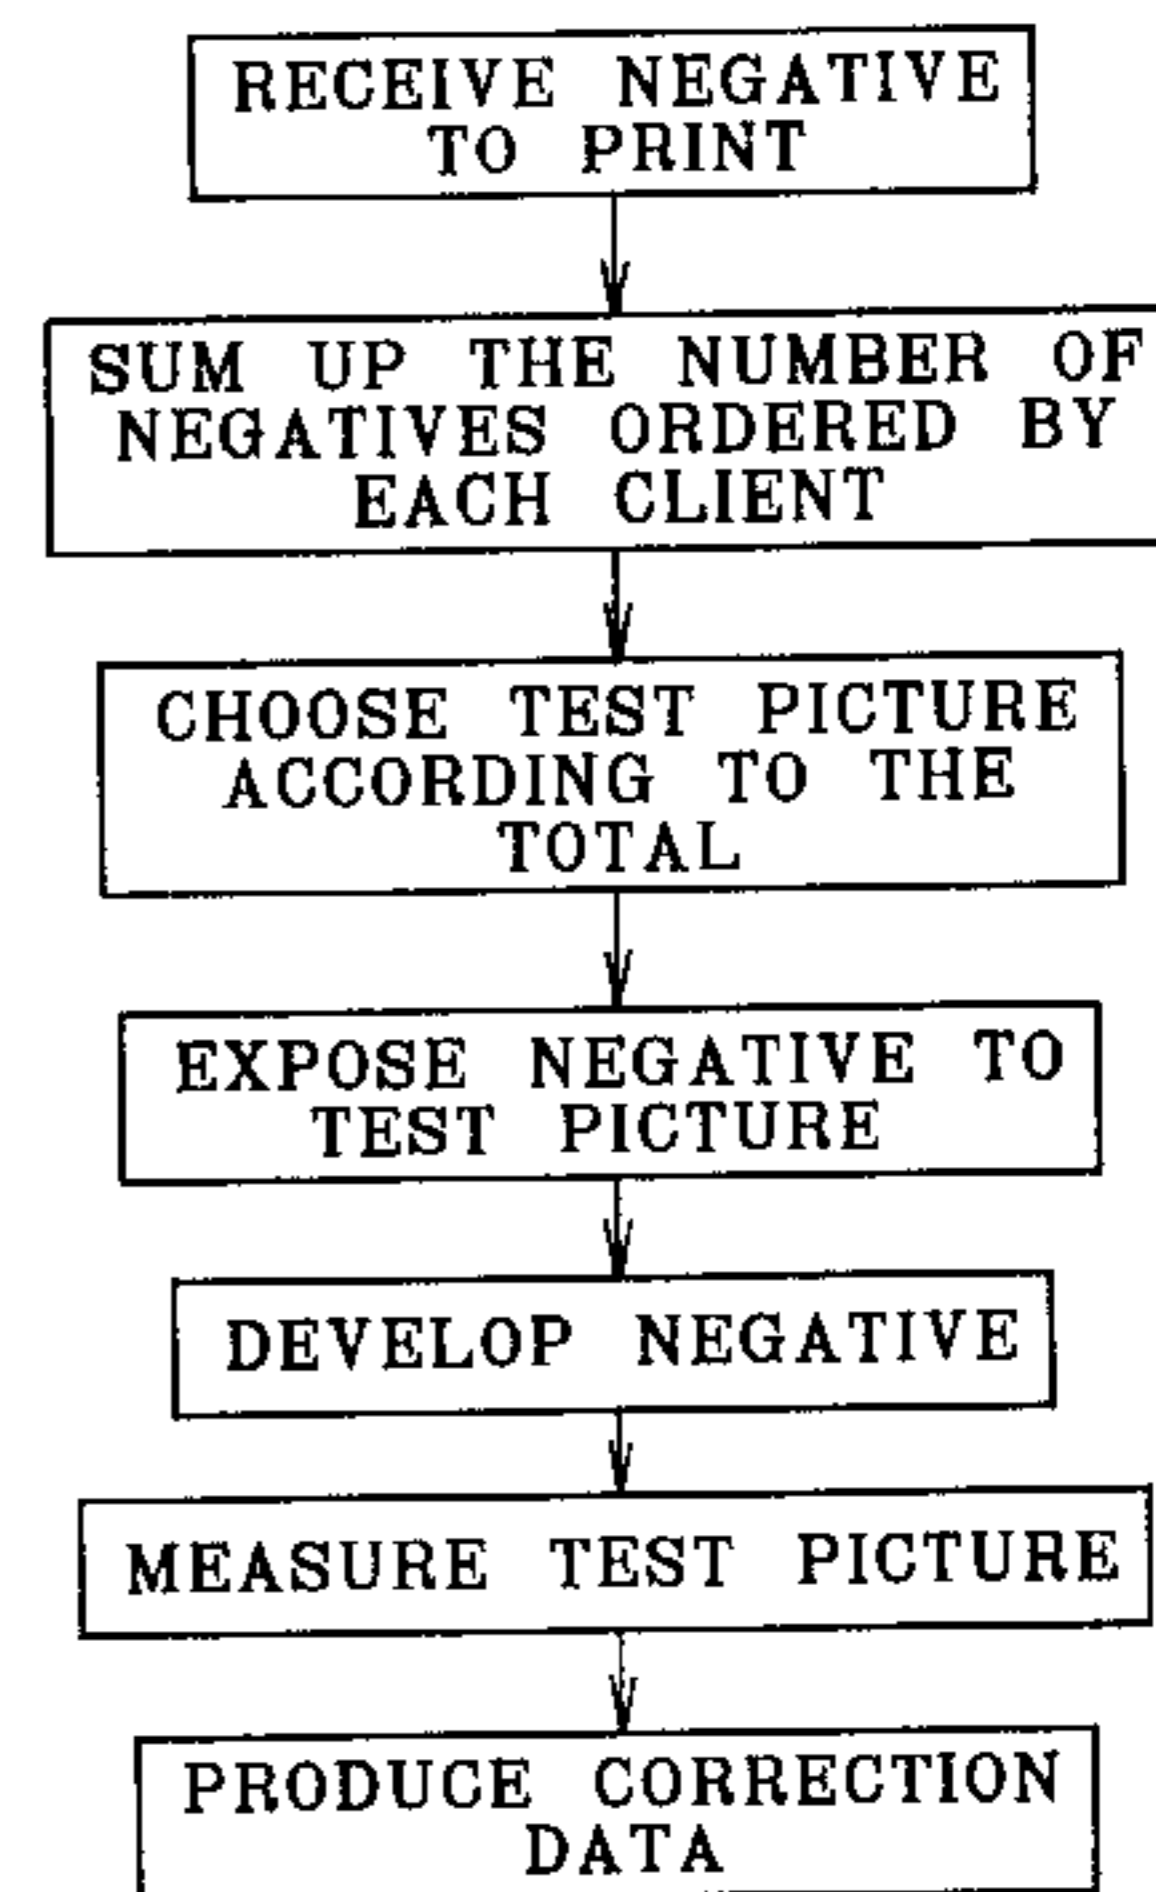 RECEIVE NEGATIVE
TO PRINT
SUM UP THE NUMBER OF
NEGATIVES ORDERED BY
EACH CLIENT
CHOOSE TEST PICTURE
ACCORDING TO THE
TOTAL
EXPOSE NEGATIVE TO
TEST PICTURE
DEVELOP NEGATIVE
MEASURE TEST PICTURE
PRODUCE CORRECTION
DATA